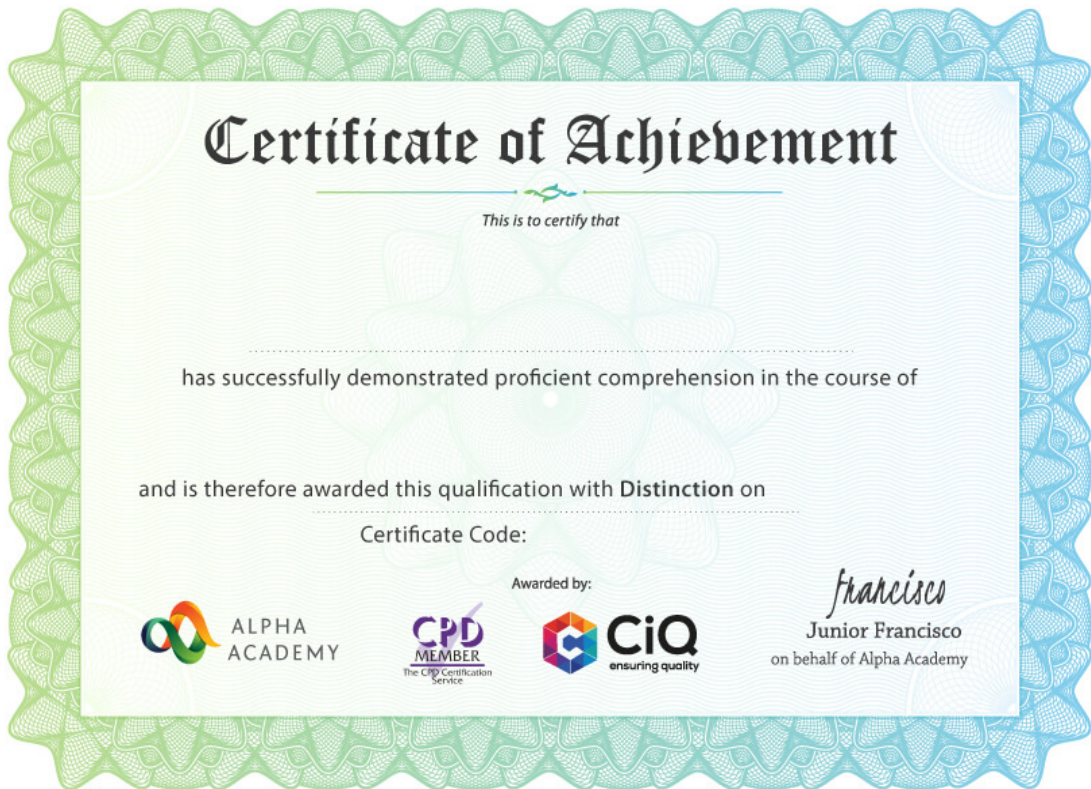 Certificate of Achievement
This is to certify that
has successfully demonstrated proficient comprehension in the course of
and is therefore awarded this qualification with Distinction on
Certificate Code:
Awarded by:
ALPHA
ACADEMY
CPD
MEMBER
The CPD Certification
Service
CiQ
ensuring quality
francisco
Junior Francisco
on behalf of Alpha Academy